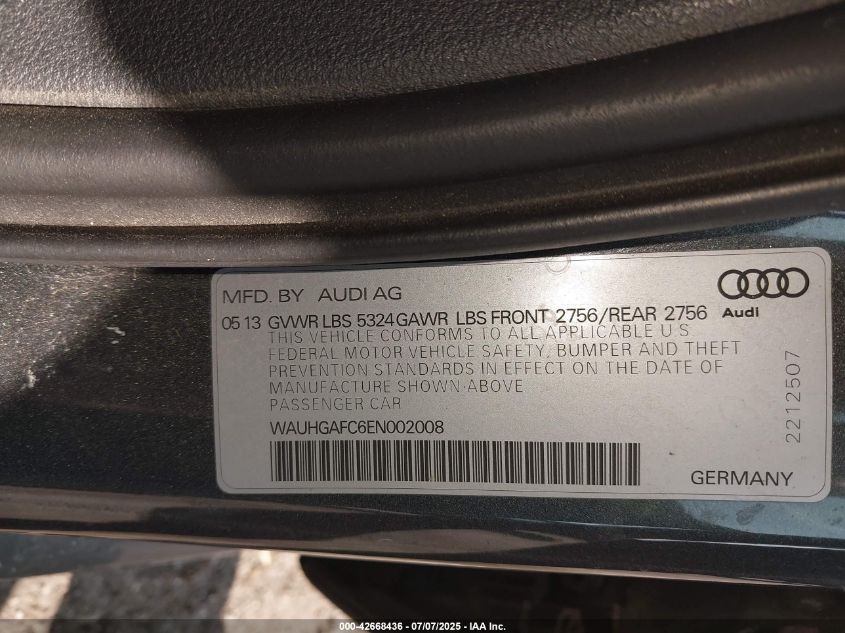 MFD. BY AUDI AG
05 13 GVWR LBS 5324 GAWR LBS FRONT 2756/REAR 2756
Audi
THIS VEHICLE CONFORMS TO ALL APPLICABLE U S
FEDERAL MOTOR VEHICLE SAFETY, BUMPER AND THEFT
PREVENTION STANDARDS IN EFFECT ON THE DATE OF
MANUFACTURE SHOWN ABOVE
PASSENGER CAR
WAUHGAFC6EN002008
GERMANY
2212507
000-42668436 - 07/07/2025 - IAA Inc.